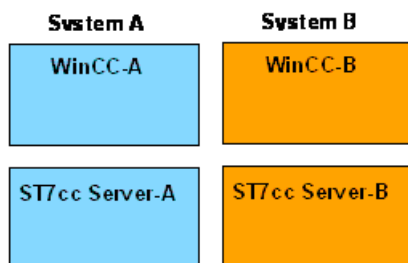 System A System B
WinCC-A WinCC-B
ST7cc Server-A ST7cc Server-B